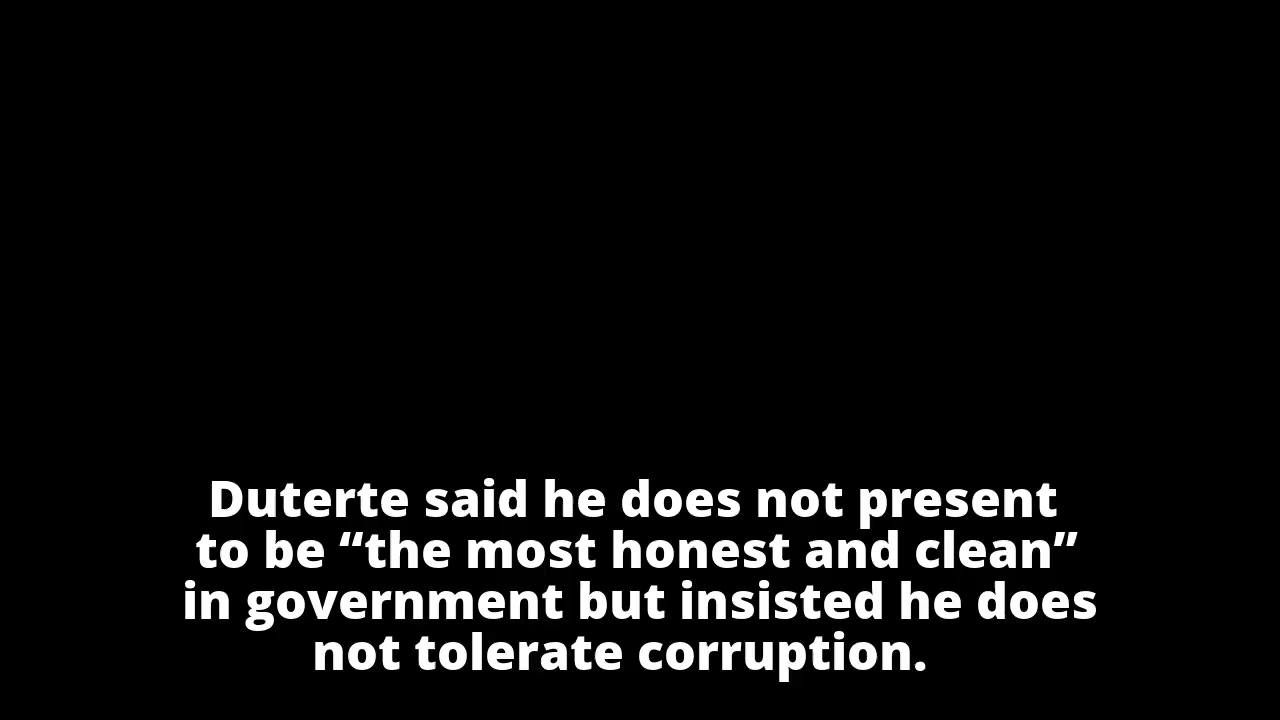 Duterte said he does not present
to be “the most honest and clean”
in government but insisted he does
not tolerate corruption.